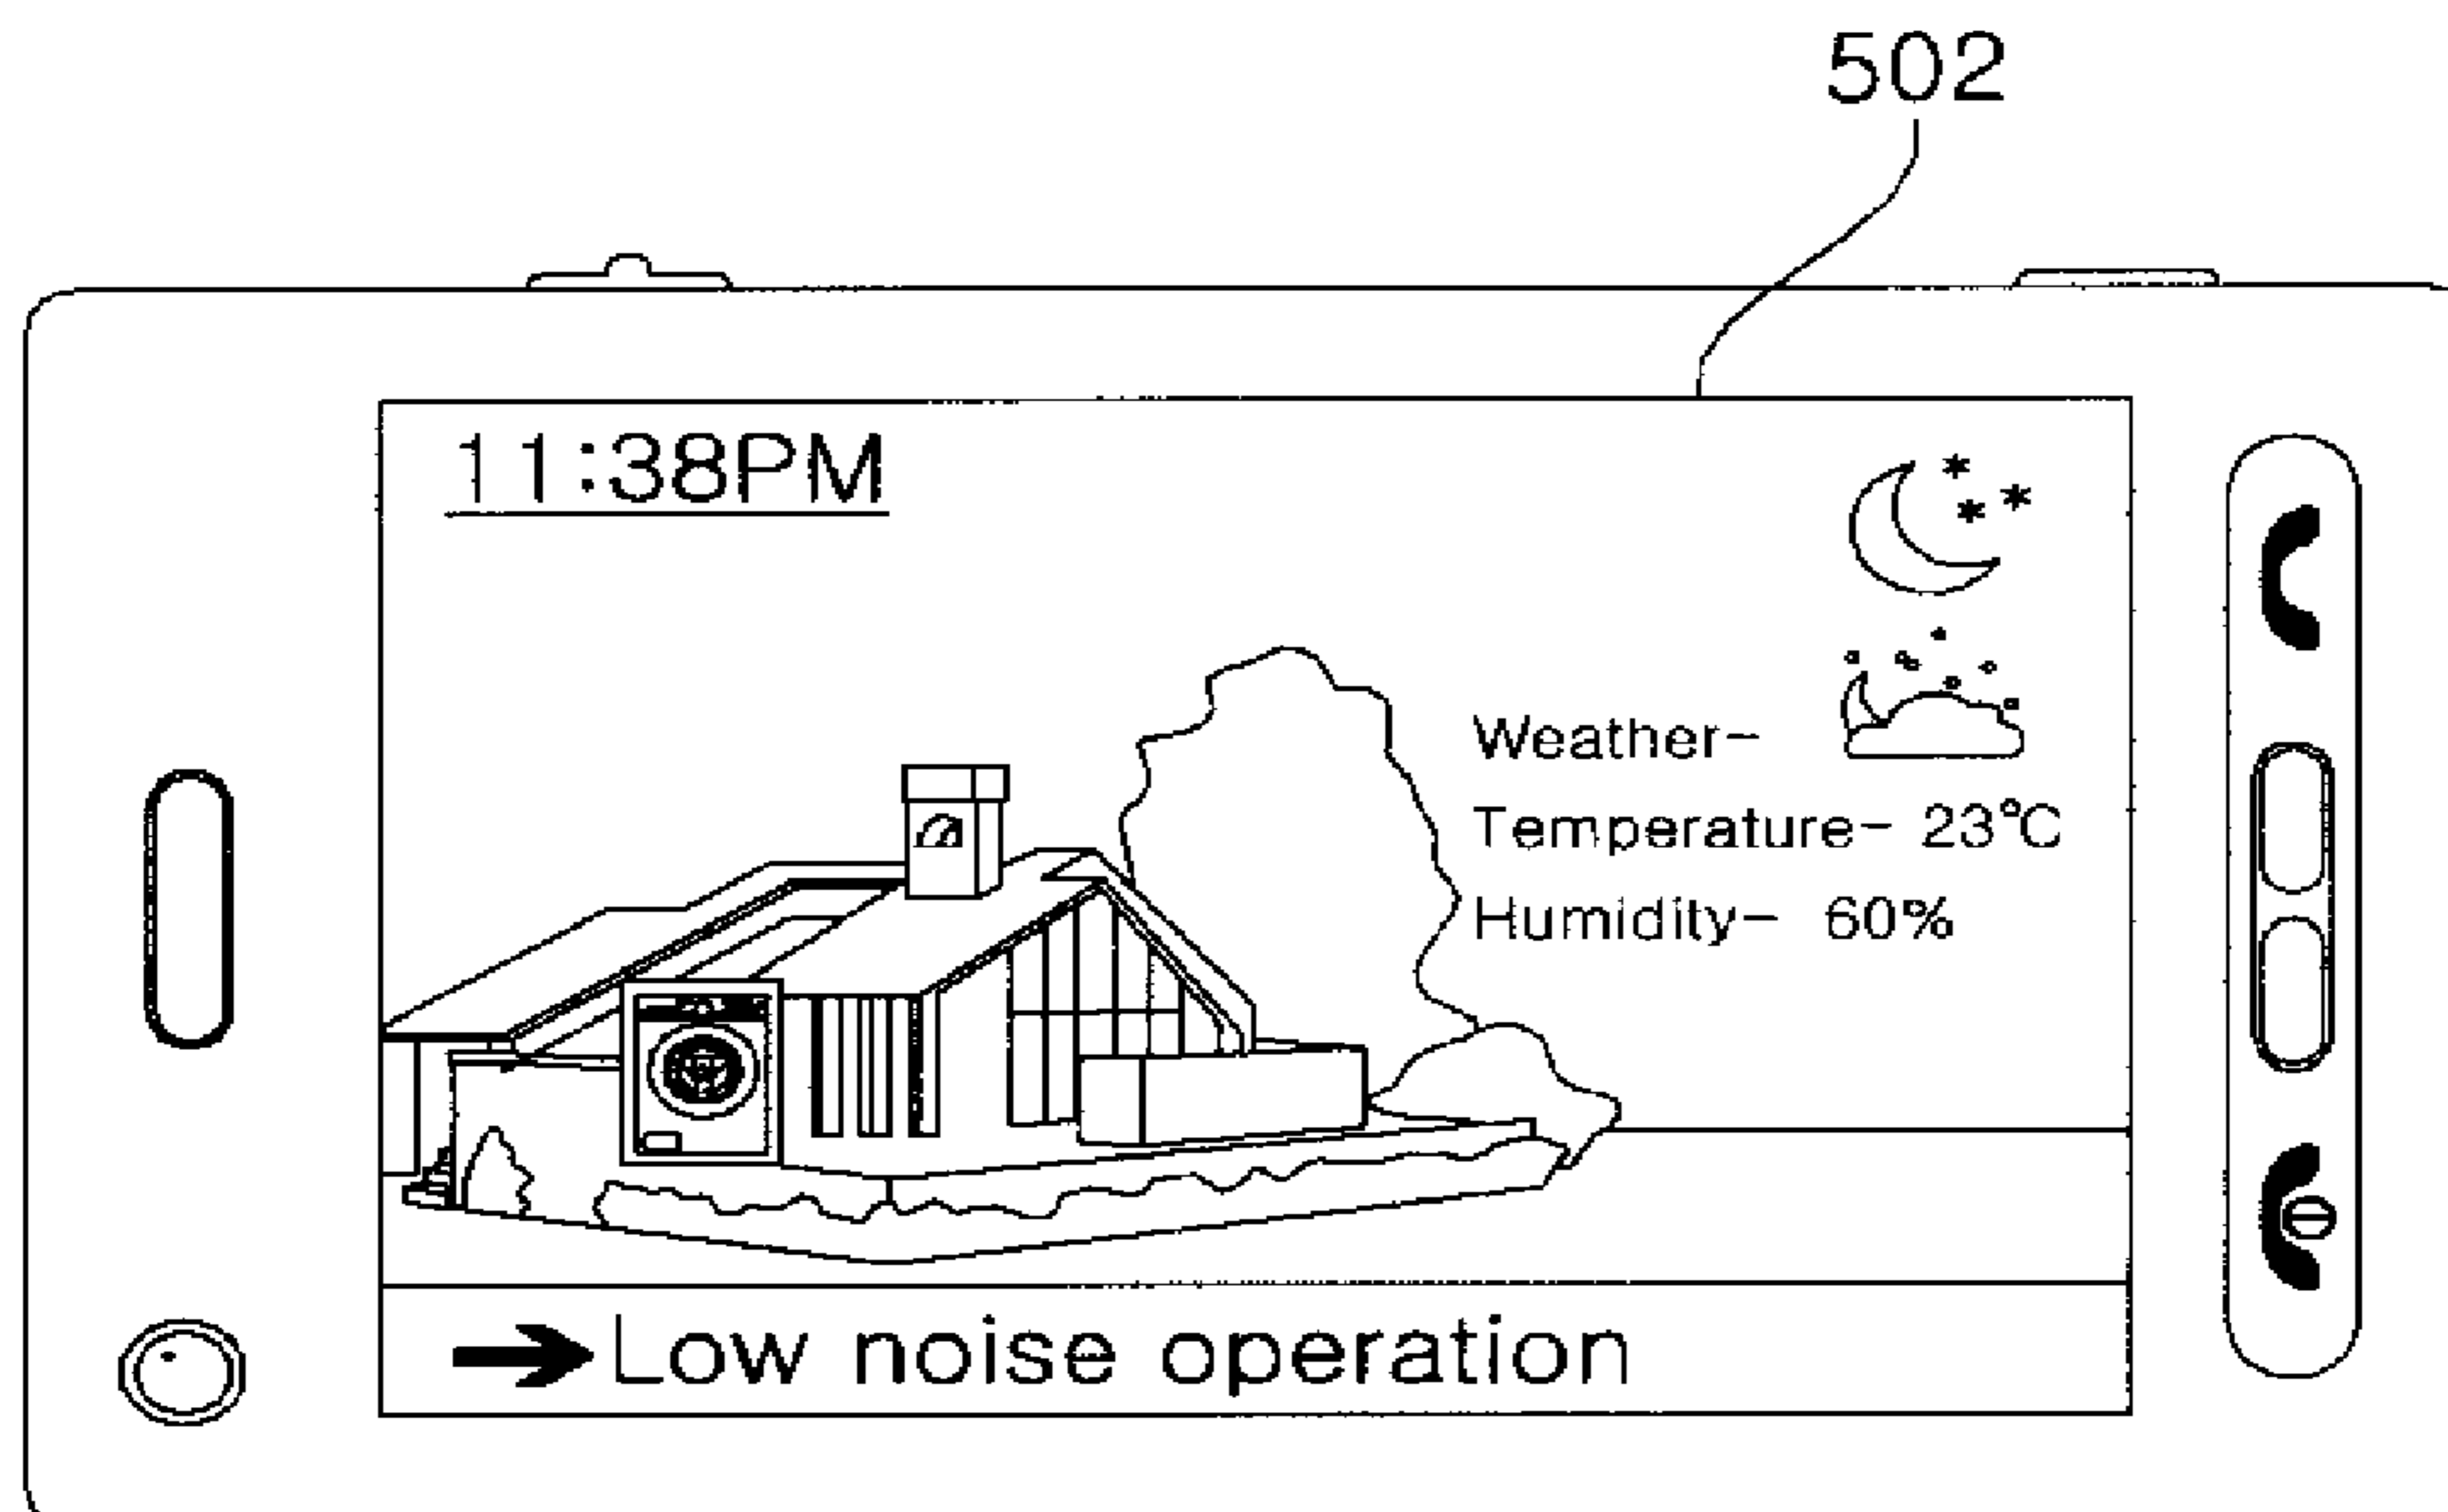 502
11:38PM
Weather-
Temperature- 23°C
Humidity- 60%
Low noise operation